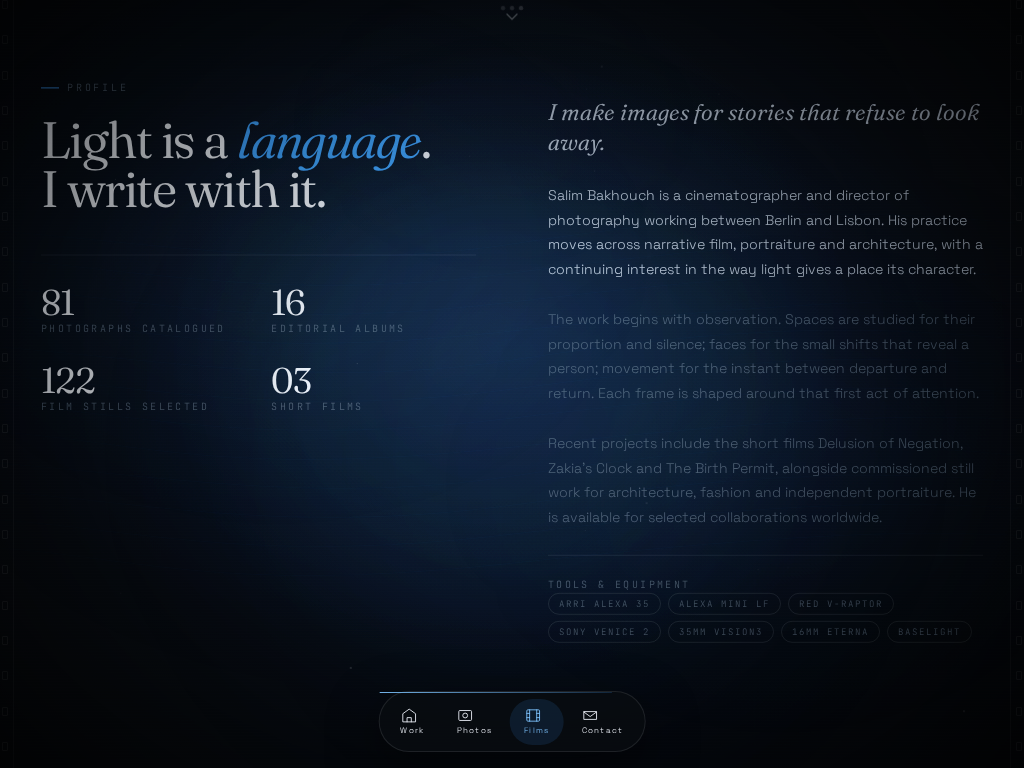 PROFILE
Light is a language.
I write with it.
81
PHOTOGRAPHS CATALOGUED
16
EDITORIAL ALBUMS
122
FILM STILLS SELECTED
03
SHORT FILMS
I make images for stories that refuse to look
away.
Salim Bakhouch is a cinematographer and director of
photography working between Berlin and Lisbon. His practice
moves across narrative film, portraiture and architecture, with a
continuing interest in the way light gives a place its character.
The work begins with observation. Spaces are studied for their
proportion and silence; faces for the small shifts that reveal a
person; movement for the instant between departure and
return. Each frame is shaped around that first act of attention.
Recent projects include the short films Delusion of Negation,
Zakia's Clock and The Birth Permit, alongside commissioned still
work for architecture, fashion and independent portraiture. He
is available for selected collaborations worldwide.
TOOLS & EQUIPMENT
ARRI ALEXA 35 ALEXA MINI LF RED V-RAPTOR
SONY VENICE 2 35MM VISION3 16MM ETERNA BASELIGHT
Work Photos Films Contact